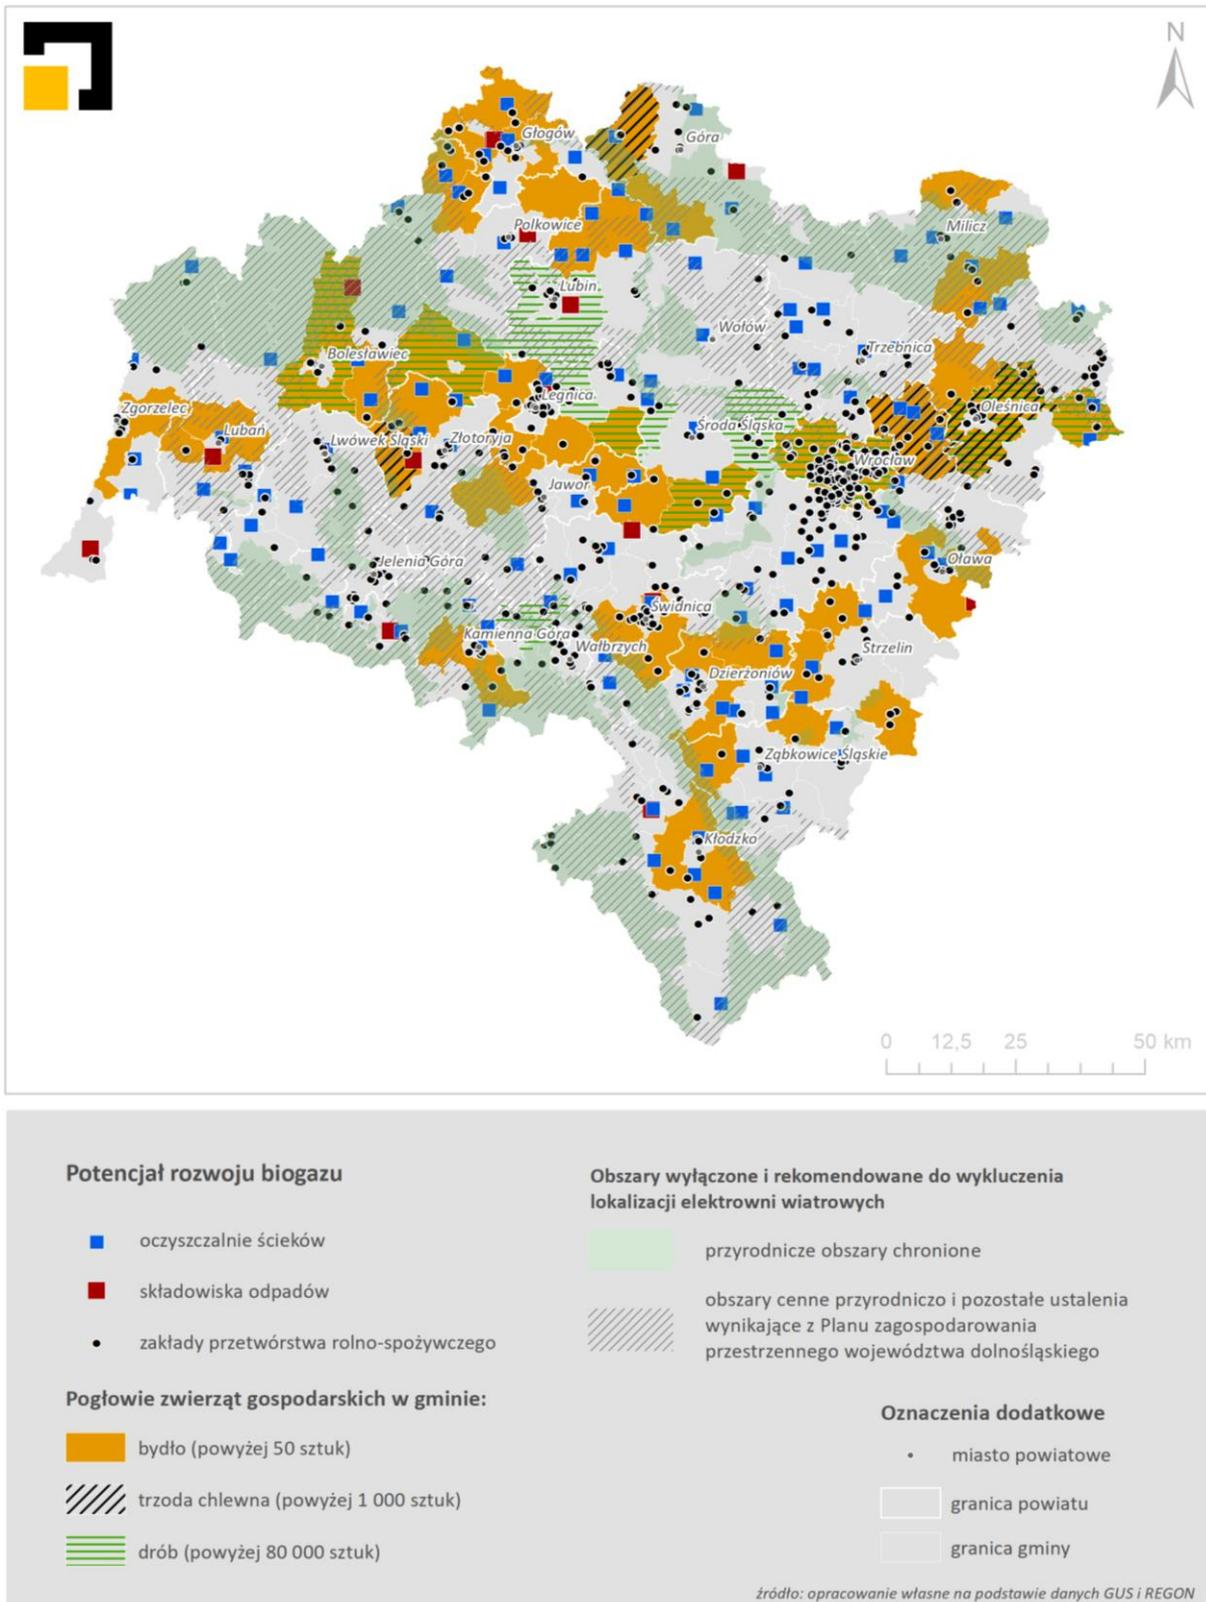 N
Głogów
Góra
Polkowice
Milicz
Lubin
Wołów
Trzebnica
Bolesławiec
Legnica
Zgorzelec
Lubań
Lwówek Śląski
Złotoryja
Środa Śląska
Oleśnica
Wrocław
Jawor
Jelenia Góra
Oława
Świdnica
Kamienna Góra
Wałbrzych
Strzelin
Dzierżoniów
Ząbkowice Śląskie
Kłodzko
0 12,5 25 50 km
Potencjał rozwoju biogazu
oczyszczalnie ścieków
składowiska odpadów
zakłady przetwórstwa rolno-spożywczego
Pogłowie zwierząt gospodarskich w gminie:
bydło (powyżej 50 sztuk)
trzoda chlewna (powyżej 1 000 sztuk)
drób (powyżej 80 000 sztuk)
Obszary wyłączone i rekomendowane do wykluczenia
lokalizacji elektrowni wiatrowych
przyrodnicze obszary chronione
obszary cenne przyrodniczo i pozostałe ustalenia
wynikające z Planu zagospodarowania
przestrzennego województwa dolnośląskiego
Oznaczenia dodatkowe
miasto powiatowe
granica powiatu
granica gminy
źródło: opracowanie własne na podstawie danych GUS i REGON